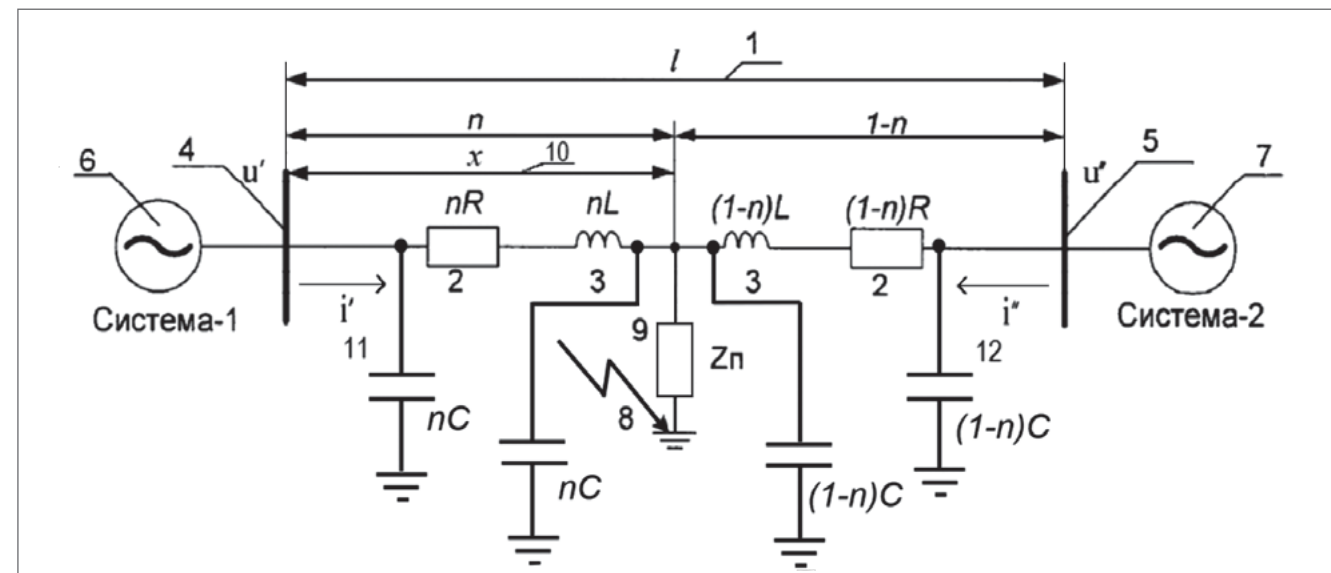 1
l
n
1-n
x
10
6
4
u'
5
u"
7
nR
nL
(1-n)L
(1-n)R
2
3
3
2
Система-1
i'
11
9
Zп
i"
12
Система-2
8
nC
nC
(1-n)C
(1-n)C